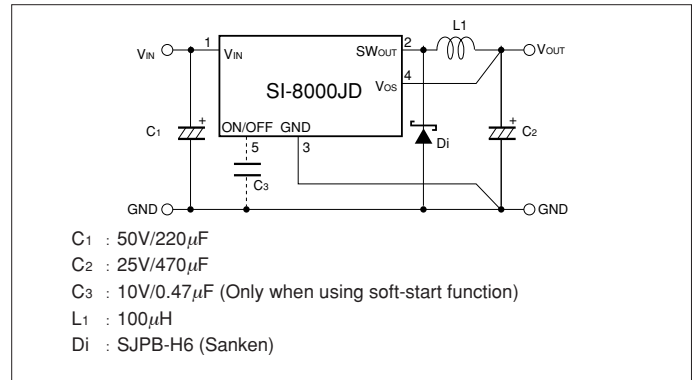 L1
VIN 1 VIN SWOUT 2 VOUT
VOS 4
SI-8000JD
C1 + ON/OFF GND + C2
5 3 Di
C3
GND GND
C1 : 50V/220μF
C2 : 25V/470μF
C3 : 10V/0.47μF (Only when using soft-start function)
L1 : 100μH
Di : SJPB-H6 (Sanken)